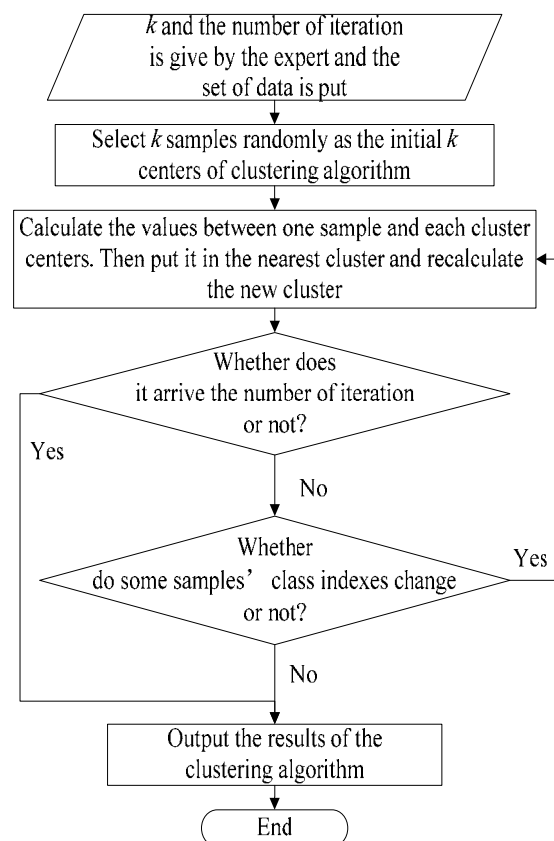 k and the number of iteration
is give by the expert and the
set of data is put
Select k samples randomly as the initial k
centers of clustering algorithm
Calculate the values between one sample and each cluster
centers. Then put it in the nearest cluster and recalculate
the new cluster
Whether does
it arrive the number of iteration
or not?
Yes
No
Whether
do some samples’ class indexes change
or not?
Yes
No
Output the results of the
clustering algorithm
End